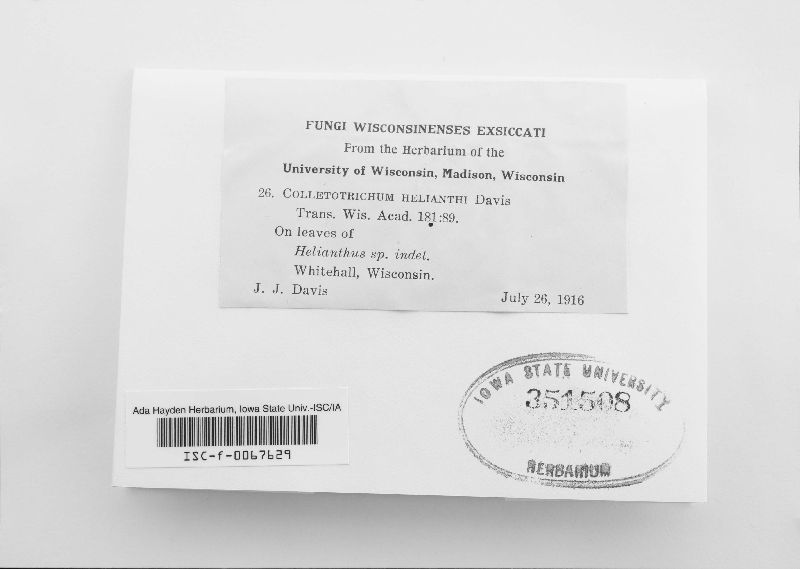 FUNGI WISCONSINENSES EXSICCATI
From the Herbarium of the
University of Wisconsin, Madison, Wisconsin
26. COLLETOTRICHUM HELIANTHI Davis
Trans. Wis. Acad. 181:89.
On leaves of
Helianthus sp. indet.
Whitehall, Wisconsin.
J. J. Davis July 26, 1916
IOWA STATE UNIVERSITY
351508
HERBARIUM
Ada Hayden Herbarium, Iowa State Univ.-ISC/IA
ISC-f-0067629